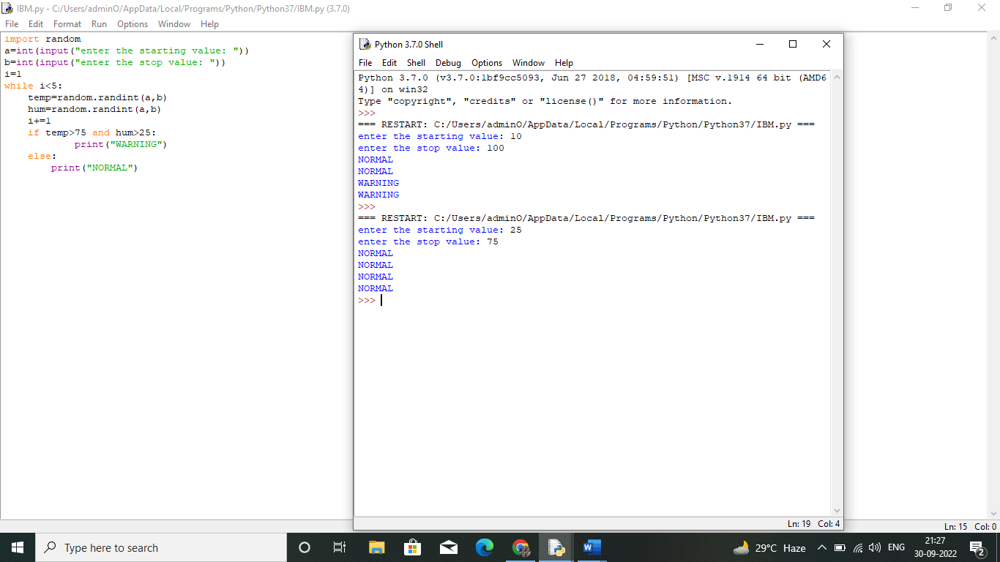 IBM.py - C:/Users/adminO/AppData/Local/Programs/Python/Python37/IBM.py (3.7.0)
File Edit Format Run Options Window Help
import random
a=int(input("enter the starting value: "))
b=int(input("enter the stop value: "))
i=1
while i<5:
    temp=random.randint(a,b)
    hum=random.randint(a,b)
    i+=1
    if temp>75 and hum>25:
            print("WARNING")
    else:
        print("NORMAL")
Python 3.7.0 Shell
File Edit Shell Debug Options Window Help
Python 3.7.0 (v3.7.0:1bf9cc5093, Jun 27 2018, 04:59:51) [MSC v.1914 64 bit (AMD6
4)] on win32
Type "copyright", "credits" or "license()" for more information.
>>>
=== RESTART: C:/Users/adminO/AppData/Local/Programs/Python/Python37/IBM.py ===
enter the starting value: 10
enter the stop value: 100
NORMAL
NORMAL
WARNING
WARNING
>>>
=== RESTART: C:/Users/adminO/AppData/Local/Programs/Python/Python37/IBM.py ===
enter the starting value: 25
enter the stop value: 75
NORMAL
NORMAL
NORMAL
NORMAL
>>>
Ln: 19 Col: 4
Ln: 15 Col: 0
Type here to search
29°C Haze
ENG
21:27
30-09-2022
2